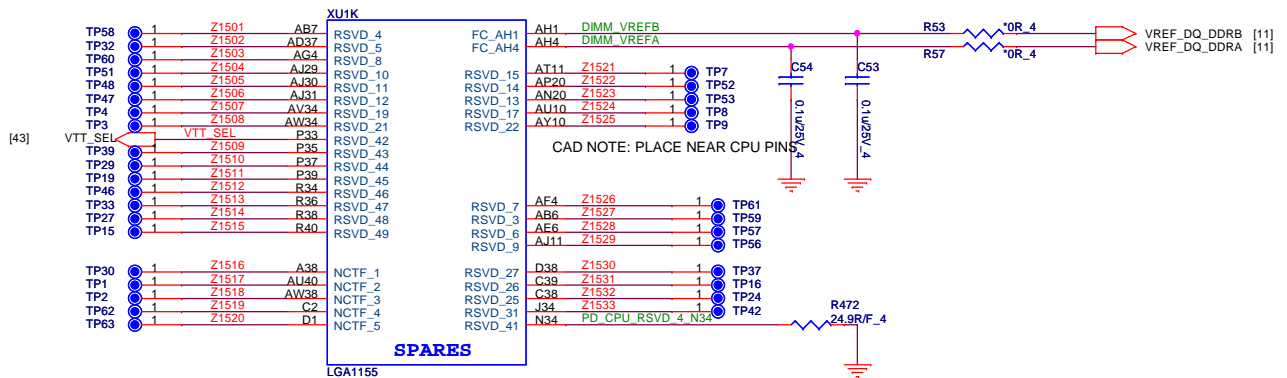 XU1K
TP58 1 Z1501 AB7 RSVD_4
TP32 1 Z1502 AD37 RSVD_5
TP60 1 Z1503 AG4 RSVD_8
TP51 1 Z1504 AJ29 RSVD_10
TP48 1 Z1505 AJ30 RSVD_11
TP47 1 Z1506 AJ31 RSVD_12
TP4 1 Z1507 AV34 RSVD_19
TP3 1 Z1508 AW34 RSVD_21
[43] VTT_SEL VTT_SEL P33 RSVD_42
TP39 1 Z1509 P35 RSVD_43
TP29 1 Z1510 P37 RSVD_44
TP19 1 Z1511 P39 RSVD_45
TP46 1 Z1512 R34 RSVD_46
TP33 1 Z1513 R36 RSVD_47
TP27 1 Z1514 R38 RSVD_48
TP15 1 Z1515 R40 RSVD_49
TP30 1 Z1516 A38 NCTF_1
TP1 1 Z1517 AU40 NCTF_2
TP2 1 Z1518 AW38 NCTF_3
TP62 1 Z1519 C2 NCTF_4
TP63 1 Z1520 D1 NCTF_5
FC_AH1 AH1 DIMM_VREFB R53 *0R_4 VREF_DQ_DDRB [11]
FC_AH4 AH4 DIMM_VREFA R57 *0R_4 VREF_DQ_DDRA [11]
C54 0.1u/25V_4
C53 0.1u/25V_4
RSVD_15 AT11 Z1521 1 TP7
RSVD_14 AP20 Z1522 1 TP52
RSVD_13 AN20 Z1523 1 TP53
RSVD_17 AU10 Z1524 1 TP8
RSVD_22 AY10 Z1525 1 TP9
CAD NOTE: PLACE NEAR CPU PINS
RSVD_7 AF4 Z1526 1 TP61
RSVD_3 AB6 Z1527 1 TP59
RSVD_6 AE6 Z1528 1 TP57
RSVD_9 AJ11 Z1529 1 TP56
RSVD_27 D38 Z1530 1 TP37
RSVD_26 C39 Z1531 1 TP16
RSVD_25 C38 Z1532 1 TP24
RSVD_31 J34 Z1533 1 TP42
RSVD_41 N34 PD_CPU_RSVD_4_N34 R472 24.9R/F_4
SPARES
LGA1155